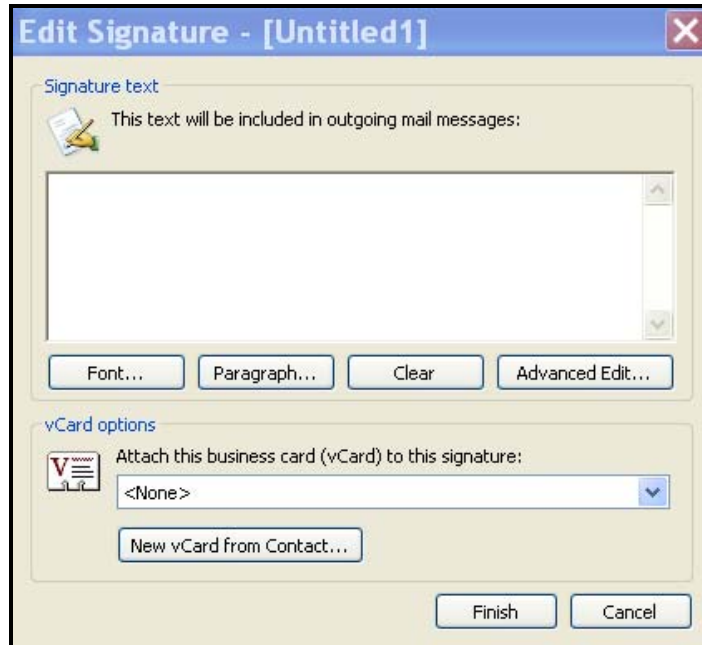 Edit Signature - [Untitled1]
Signature text
This text will be included in outgoing mail messages:
Font... Paragraph... Clear Advanced Edit...
vCard options
V
Attach this business card (vCard) to this signature:
<None>
New vCard from Contact...
Finish Cancel